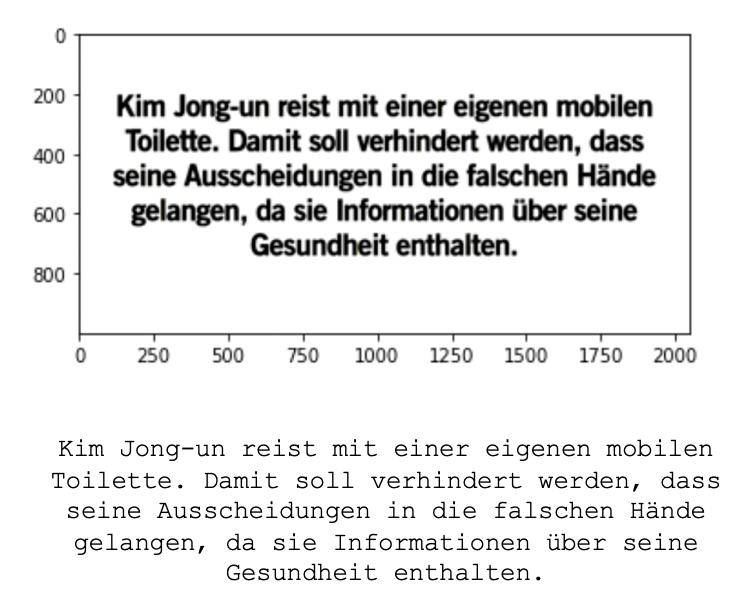 0
200
400
600
800
Kim Jong-un reist mit einer eigenen mobilen
Toilette. Damit soll verhindert werden, dass
seine Ausscheidungen in die falschen Hände
gelangen, da sie Informationen über seine
Gesundheit enthalten.
0 250 500 750 1000 1250 1500 1750 2000
Kim Jong-un reist mit einer eigenen mobilen
Toilette. Damit soll verhindert werden, dass
seine Ausscheidungen in die falschen Hände
gelangen, da sie Informationen über seine
Gesundheit enthalten.